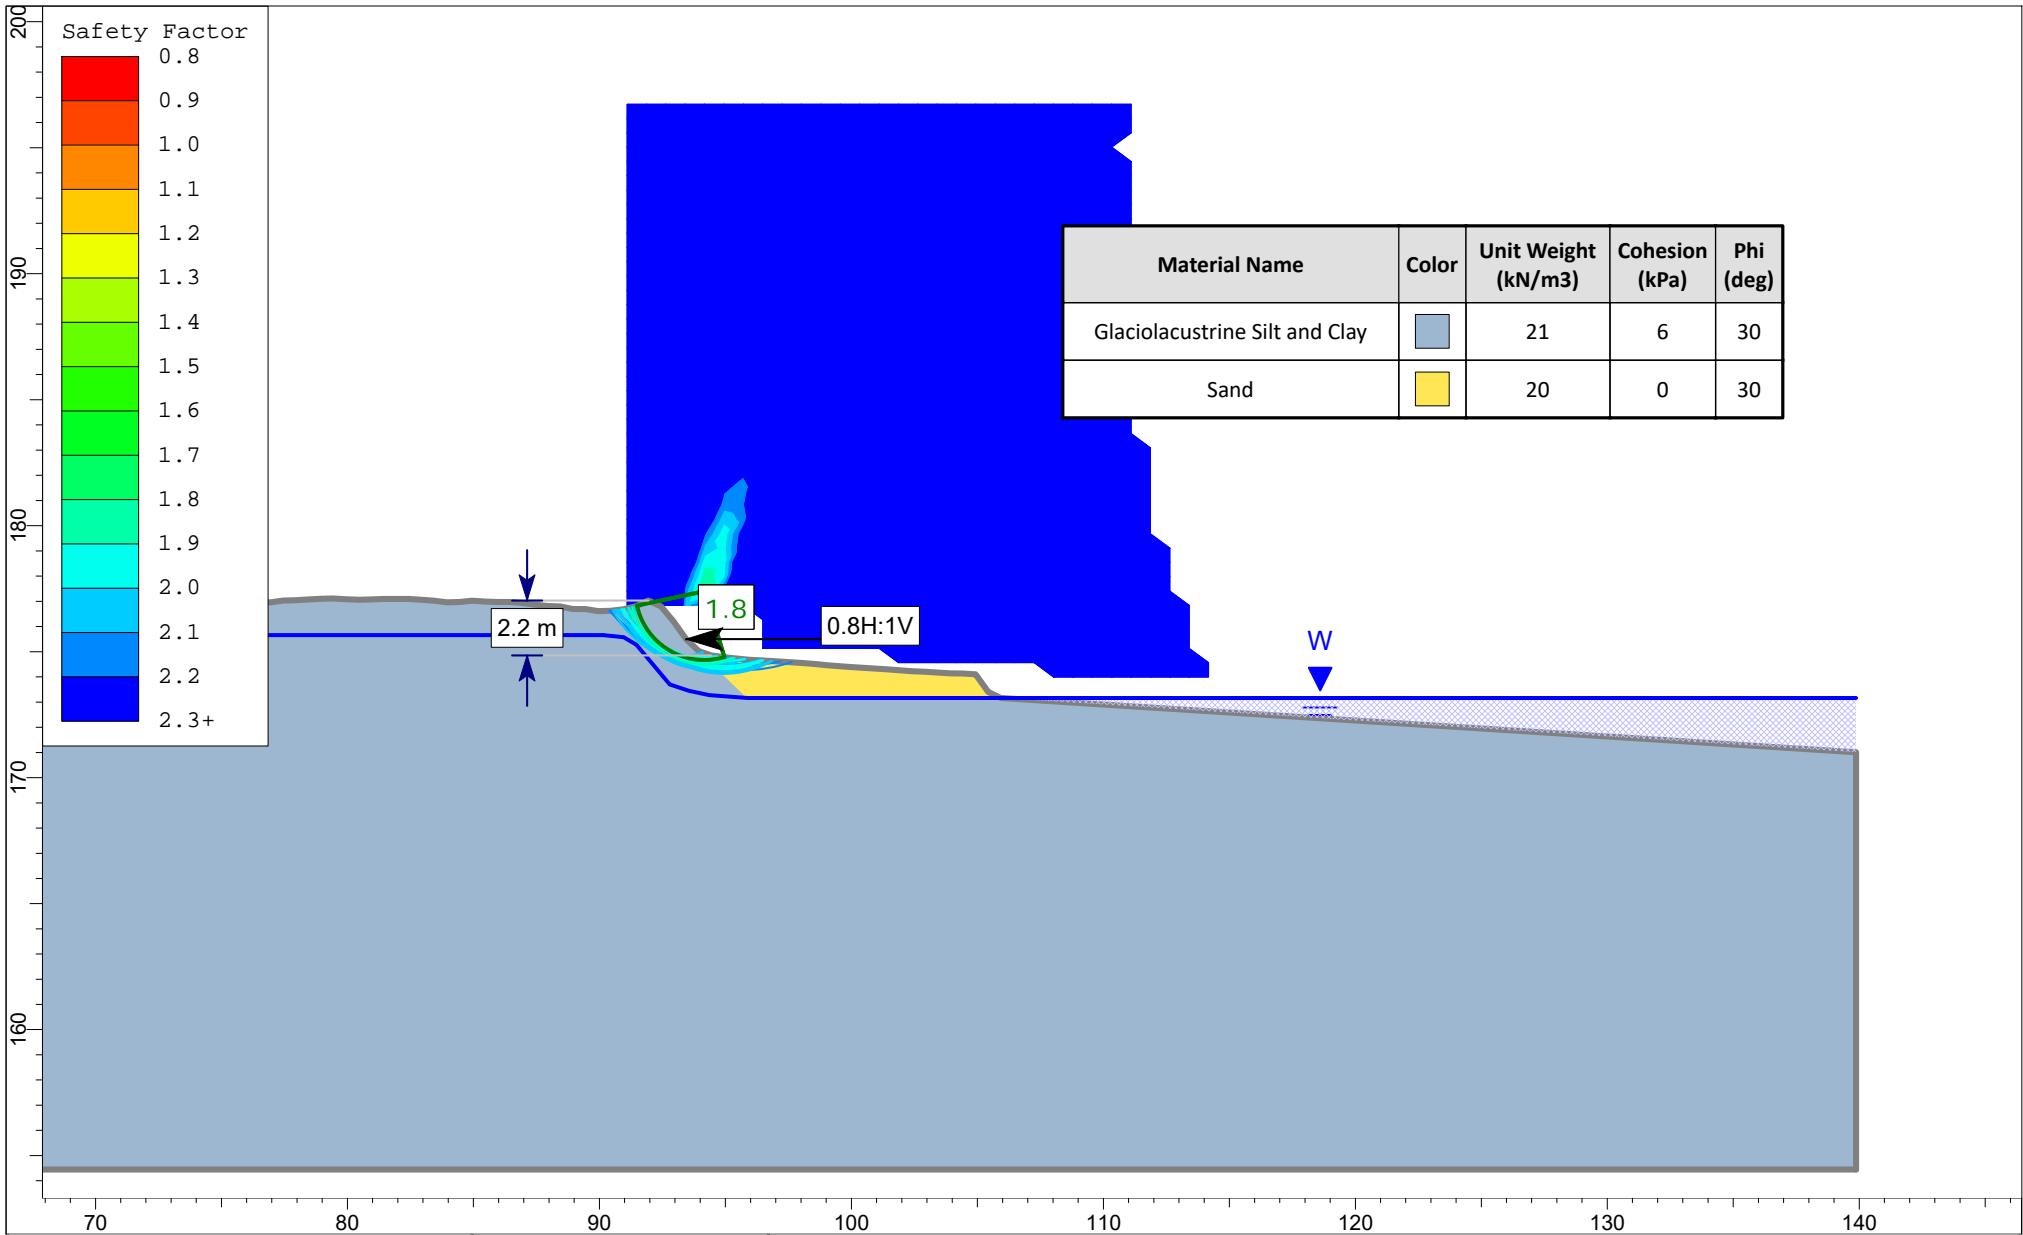 Safety Factor
0.8
0.9
1.0
1.1
1.2
1.3
1.4
1.5
1.6
1.7
1.8
1.9
2.0
2.1
2.2
2.3+
200
190
180
170
160
Material Name Color Unit Weight (kN/m3) Cohesion (kPa) Phi (deg)
Glaciolacustrine Silt and Clay 21 6 30
Sand 20 0 30
1.8
2.2 m
0.8H:1V
W
70 80 90 100 110 120 130 140